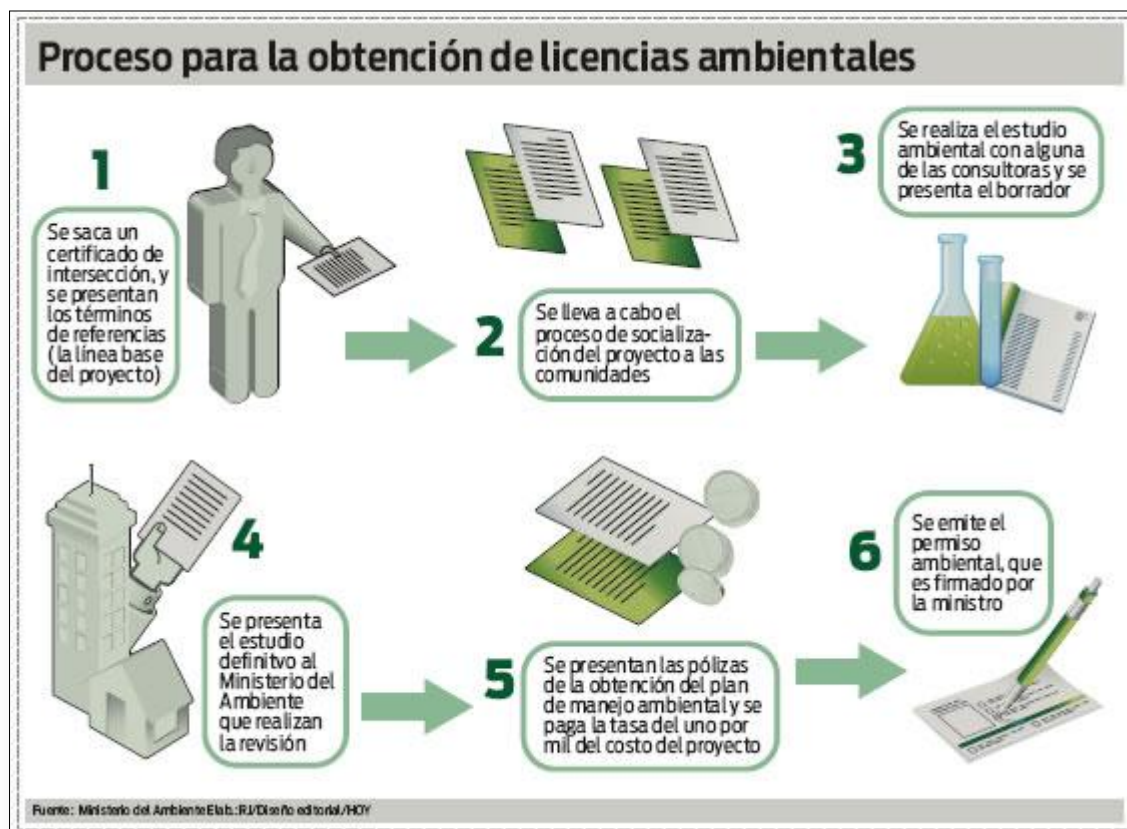 Proceso para la obtención de licencias ambientales
1
Se saca un
certificado de
intersección, y
se presentan
los términos
de referencias
(la línea base
del proyecto)
2
Se lleva a cabo el
proceso de socializa-
ción del proyecto a las
comunidades
3
Se realiza el estudio
ambiental con alguna
de las consultoras y se
presenta el borrador
4
Se presenta
el estudio
definitvo al
Ministerio del
Ambiente
que realizan
la revisión
5
Se presentan las pólizas
de la obtención del plan
de manejo ambiental y se
paga la tasa del uno por
mil del costo del proyecto
6
Se emite el
permiso
ambiental, que
es firmado por
la ministro
Fuente: Ministerio del Ambiente Elab.: RJ/Diseño editorial/HOY